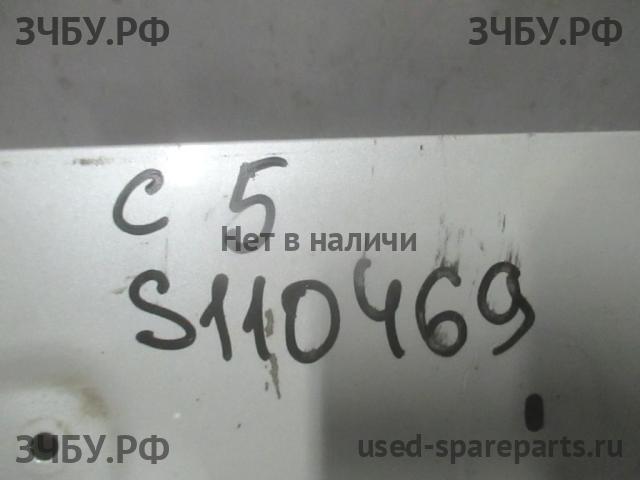 ЗЧБУ.РФ ЗЧБУ.РФ
С 5
Нет в наличи
S110469
ЗЧБУ.РФ used-spareparts.ru